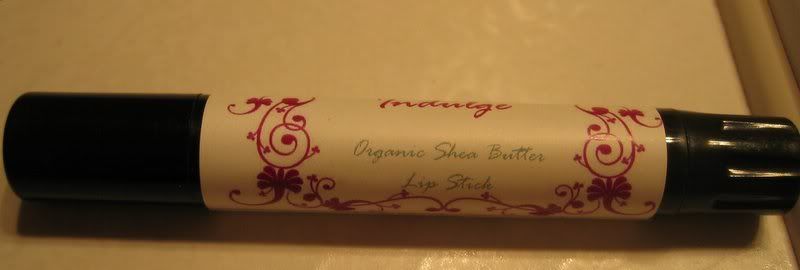 Indulge
Organic Shea Butter
Lip Stick